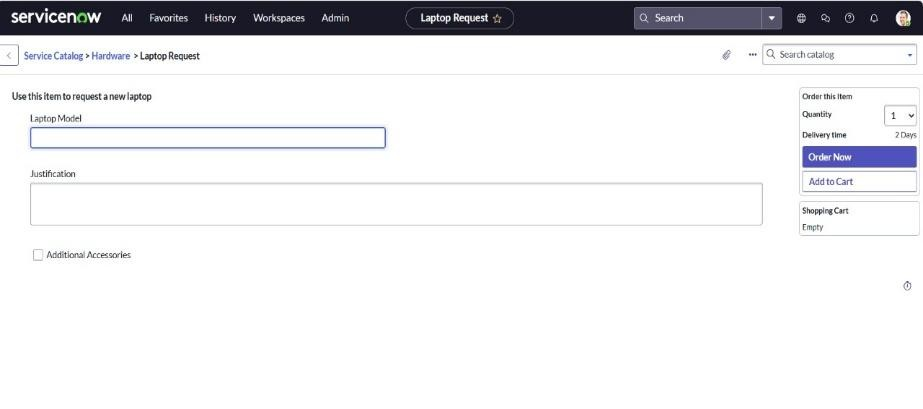 servicenow All Favorites History Workspaces Admin Laptop Request Search
Service Catalog > Hardware > Laptop Request Search catalog
Use this item to request a new laptop
Laptop Model
Justification
Additional Accessories
Order this Item
Quantity 1
Delivery time 2 Days
Order Now
Add to Cart
Shopping Cart
Empty